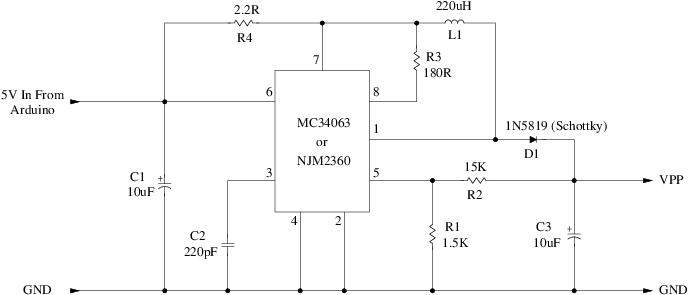 220uH
2.2R
R4
L1
7
R3
180R
5V In From
Arduino
6
8
MC34063
or
NJM2360
1
1N5819 (Schottky)
D1
C1
+
10uF
3
5
15K
R2
VPP
4
2
C2
220pF
R1
1.5K
C3
+
10uF
GND
GND